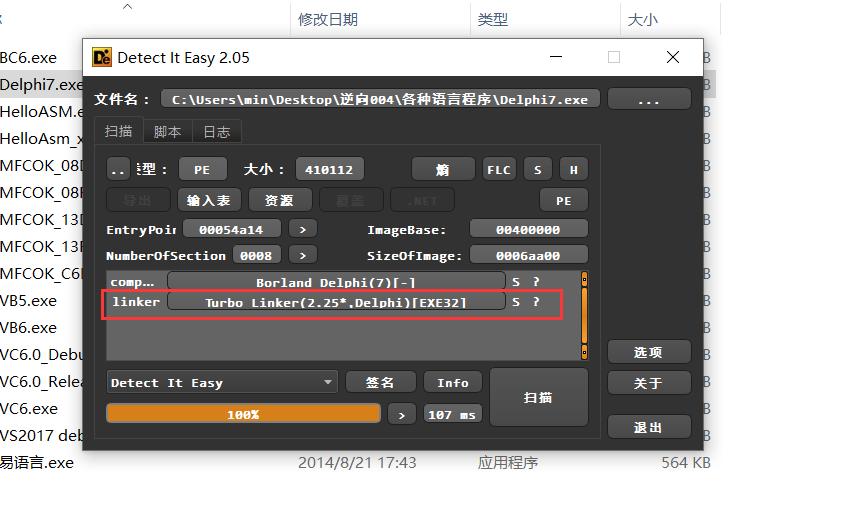 修改日期 类型 大小
BC6.exe
Detect It Easy 2.05
Delphi7.exe
文件名： C:\Users\min\Desktop\逆向004\各种语言程序\Delphi7.exe ...
HelloASM.e
扫描 脚本 日志
HelloAsm_x
MFCOK_08
.. 类型： PE 大小： 410112 熵 FLC S H
导出 输入表 资源 覆盖 .NET PE
MFCOK_08
EntryPoin 00054a14 > ImageBase: 00400000
MFCOK_13
NumberOfSection 0008 > SizeOfImage: 0006aa00
MFCOK_13
MFCOK_C6
comp... Borland Delphi(7)[-] S ?
linker Turbo Linker(2.25*,Delphi)[EXE32] S ?
VB5.exe
VB6.exe
VC6.0_Debu
选项
VC6.0_Relea
Detect It Easy 签名 Info 扫描 关于
VC6.exe
100% > 107 ms
VS2017 deb
退出
易语言.exe 2014/8/21 17:43 应用程序 564 KB